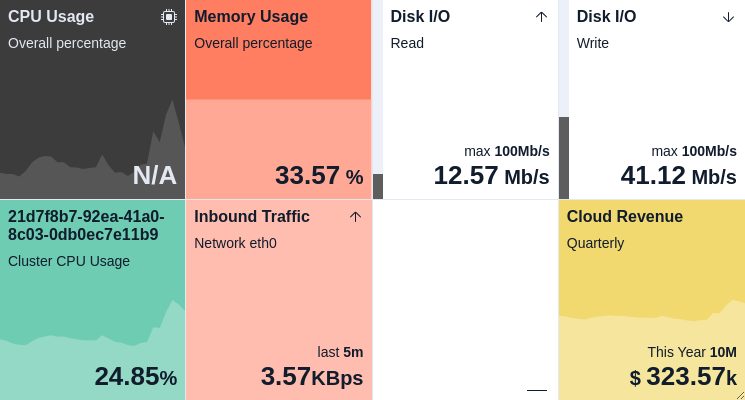 CPU Usage
Overall percentage
N/A
Memory Usage
Overall percentage
33.57 %
Disk I/O
Read
max 100Mb/s
12.57 Mb/s
Disk I/O
Write
max 100Mb/s
41.12 Mb/s
21d7f8b7-92ea-41a0-
8c03-0db0ec7e11b9
Cluster CPU Usage
24.85%
Inbound Traffic
Network eth0
last 5m
3.57KBps
Cloud Revenue
Quarterly
This Year 10M
$ 323.57k